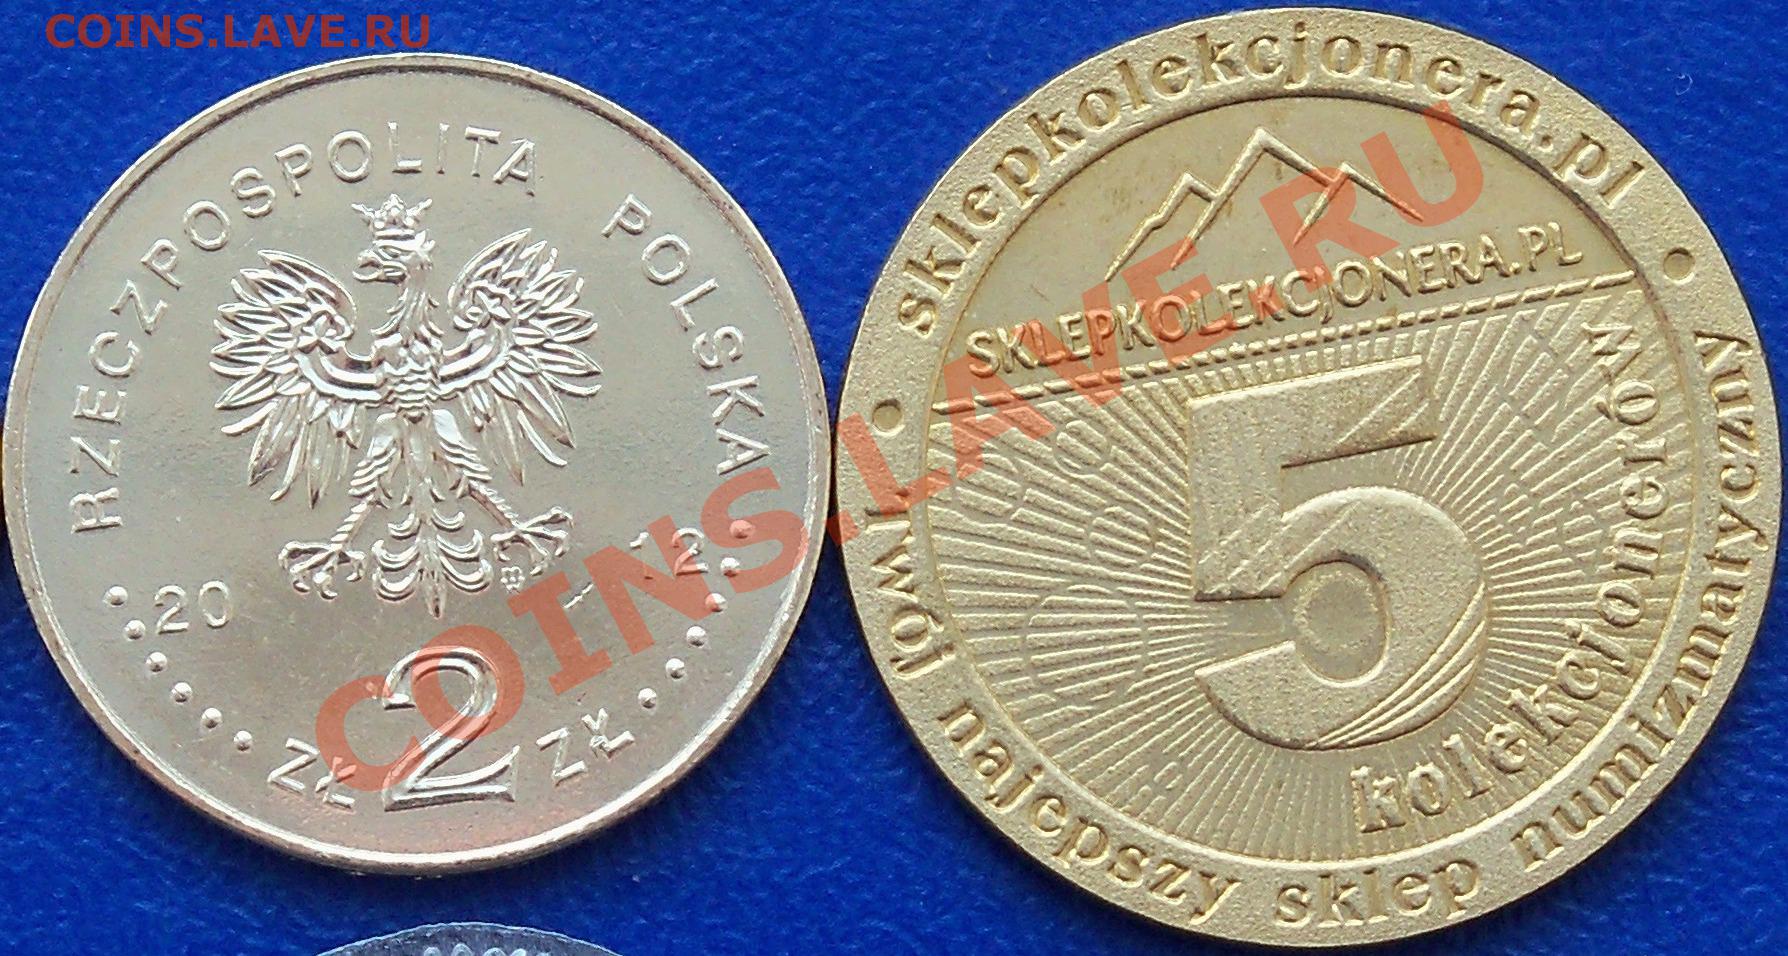 COINS.LAVE.RU
RZECZPOSPOLITA POLSKA
20 12
ZŁ 2 ZŁ
sklepkolekcjonera.pl
SKLEPKOLEKCJONERA.PL
5
kolekcjonerów
Twój najlepszy sklep numizmatyczny
COINS.LAVE.RU